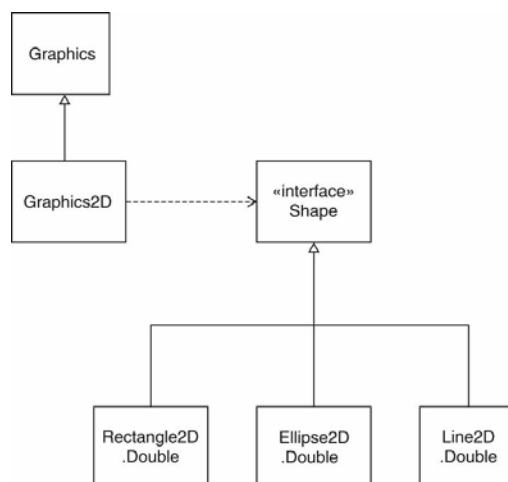 Graphics
Graphics2D
«interface»
Shape
Rectangle2D
.Double
Ellipse2D
.Double
Line2D
.Double